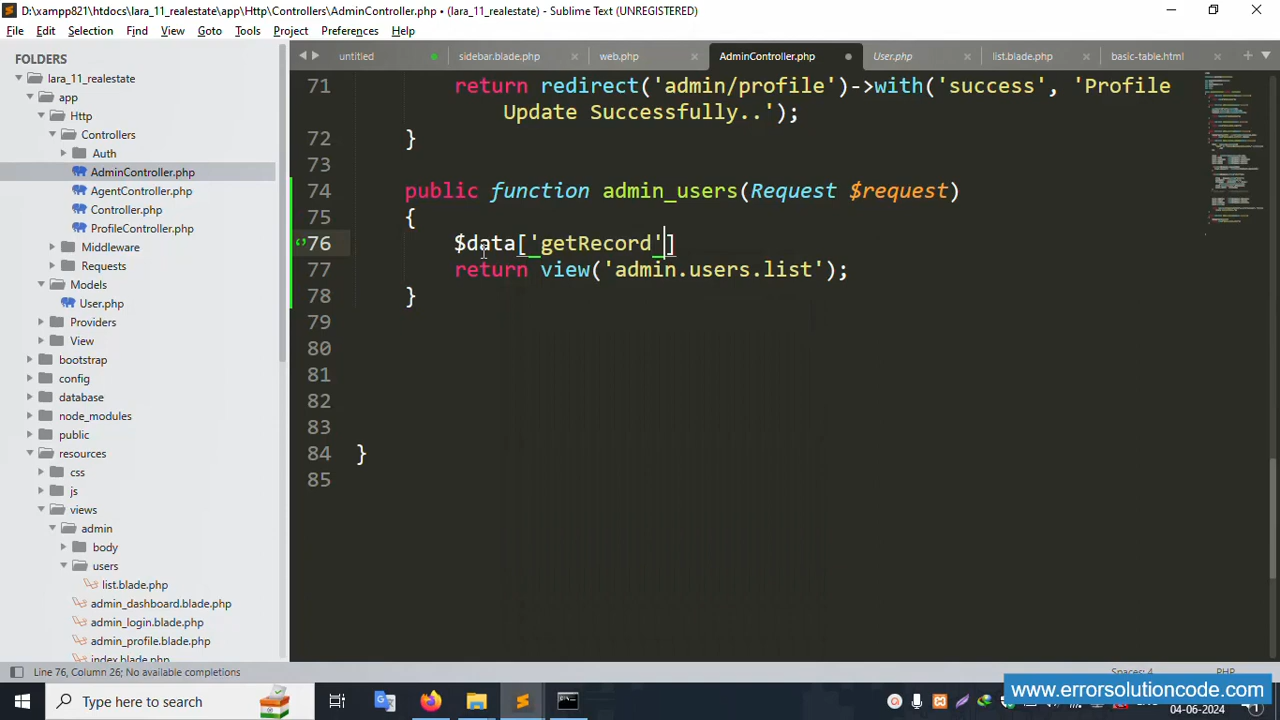 D:\xampp821\htdocs\lara_11_realestate\app\Http\Controllers\AdminController.php • (lara_11_realestate) - Sublime Text (UNREGISTERED)
File Edit Selection Find View Goto Tools Project Preferences Help
FOLDERS
lara_11_realestate
app
Http
Controllers
Auth
AdminController.php
AgentController.php
Controller.php
ProfileController.php
Middleware
Requests
Models
User.php
Providers
View
bootstrap
config
database
node_modules
public
resources
css
js
views
admin
body
users
list.blade.php
admin_dashboard.blade.php
admin_login.blade.php
admin_profile.blade.php
index.blade.php
untitled sidebar.blade.php web.php AdminController.php User.php list.blade.php basic-table.html
71 return redirect('admin/profile')->with('success', 'Profile
Update Successfully..');
72 }
73
74 public function admin_users(Request $request)
75 {
76 $data['getRecord']
77 return view('admin.users.list');
78 }
79
80
81
82
83
84 }
85
Line 76, Column 26; No available completions Spaces: 4 PHP
Type here to search
www.errorsolutioncode.com
04-06-2024